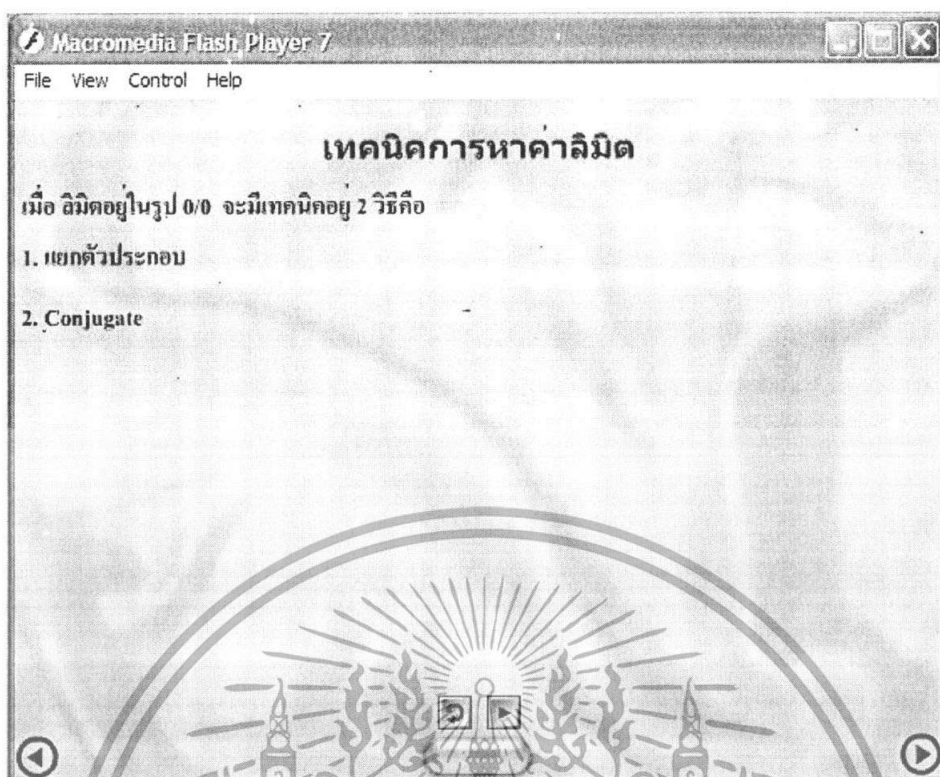 Macromedia Flash Player 7
File View Control Help
เทคนิคการหาค่าลิมิต
เมื่อ ลิมิตอยู่ในรูป 0/0 จะมีเทคนิคอยู่ 2 วิธีคือ
1. แยกตัวประกอบ
2. Conjugate